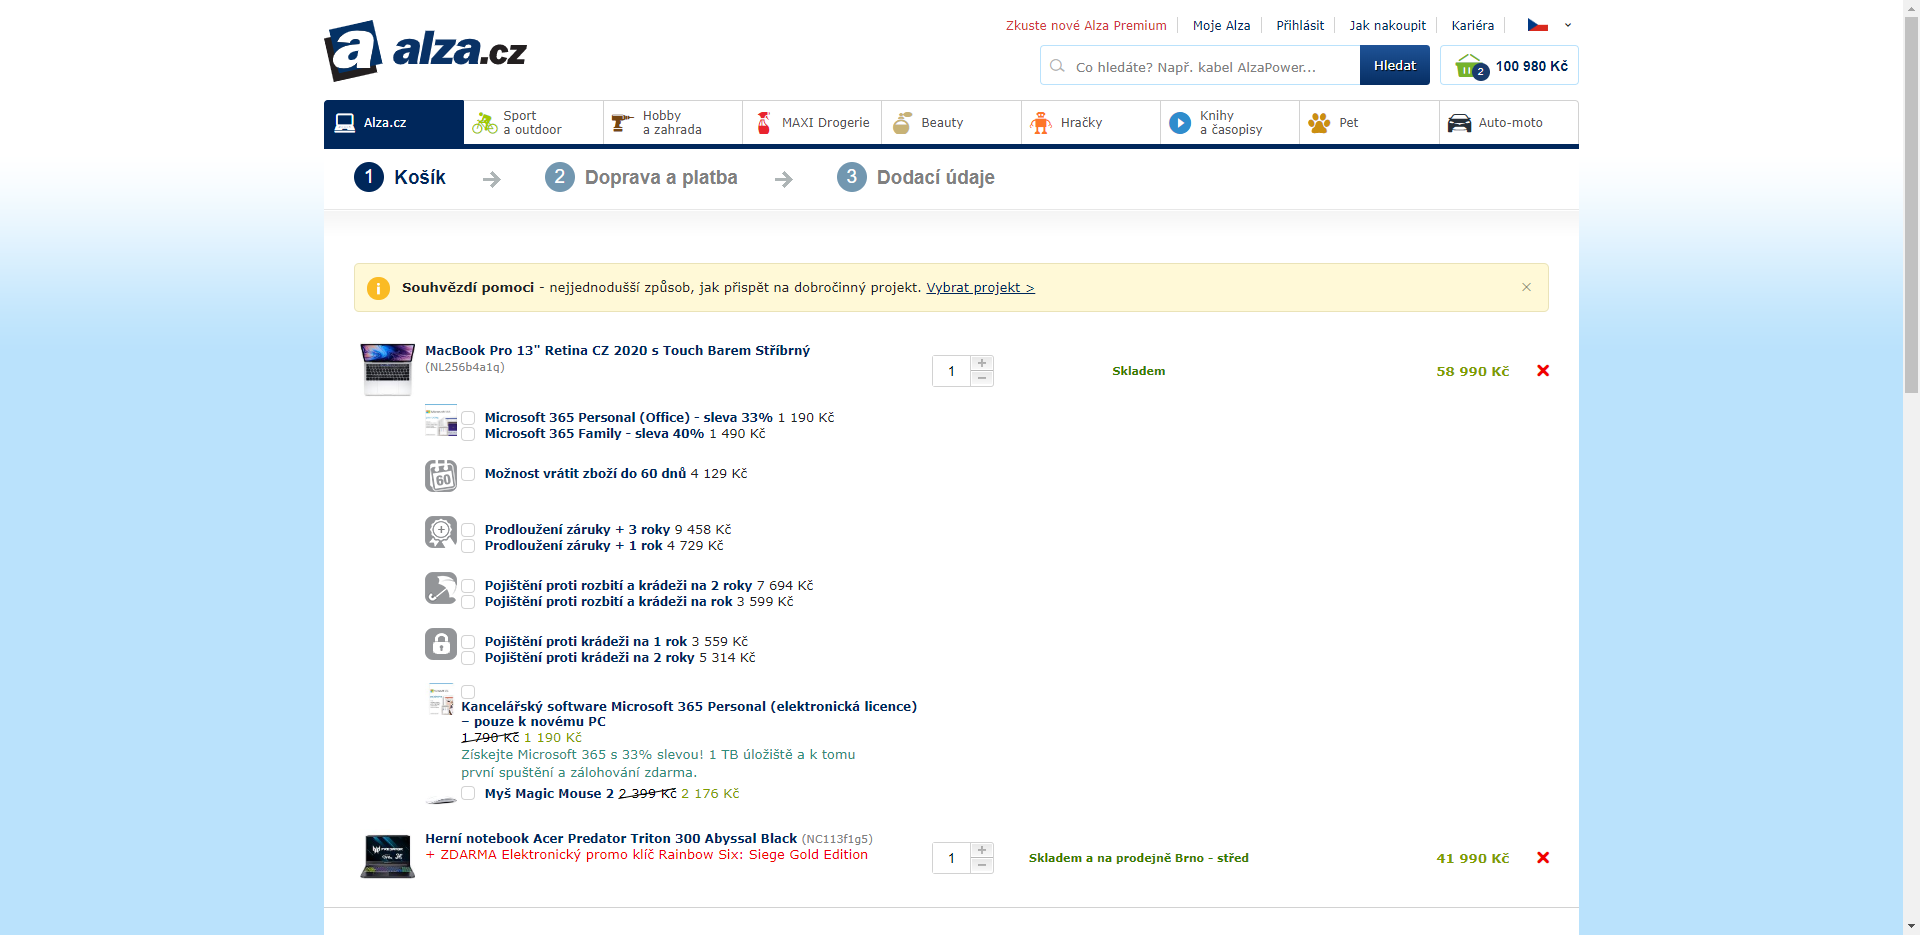 alza.cz
Zkuste nové Alza Premium
Moje Alza
Přihlásit
Jak nakoupit
Kariéra
Co hledáte? Např. kabel AlzaPower...
Hledat
2
100 980 Kč
Alza.cz
Sport
a outdoor
Hobby
a zahrada
MAXI Drogerie
Beauty
Hračky
Knihy
a časopisy
Pet
Auto-moto
1 Košík
2 Doprava a platba
3 Dodací údaje
Souhvězdí pomoci - nejjednodušší způsob, jak přispět na dobročinný projekt. Vybrat projekt >
MacBook Pro 13" Retina CZ 2020 s Touch Barem Stříbrný
(NL256b4a1q)
1
Skladem
58 990 Kč
Microsoft 365 Personal (Office) - sleva 33% 1 190 Kč
Microsoft 365 Family - sleva 40% 1 490 Kč
60
Možnost vrátit zboží do 60 dnů 4 129 Kč
Prodloužení záruky + 3 roky 9 458 Kč
Prodloužení záruky + 1 rok 4 729 Kč
Pojištění proti rozbití a krádeži na 2 roky 7 694 Kč
Pojištění proti rozbití a krádeži na rok 3 599 Kč
Pojištění proti krádeži na 1 rok 3 559 Kč
Pojištění proti krádeži na 2 roky 5 314 Kč
Kancelářský software Microsoft 365 Personal (elektronická licence)
– pouze k novému PC
1 790 Kč 1 190 Kč
Získejte Microsoft 365 s 33% slevou! 1 TB úložiště a k tomu
první spuštění a zálohování zdarma.
Myš Magic Mouse 2 2 399 Kč 2 176 Kč
Herní notebook Acer Predator Triton 300 Abyssal Black (NC113f1g5)
+ ZDARMA Elektronický promo klíč Rainbow Six: Siege Gold Edition
1
Skladem a na prodejně Brno - střed
41 990 Kč